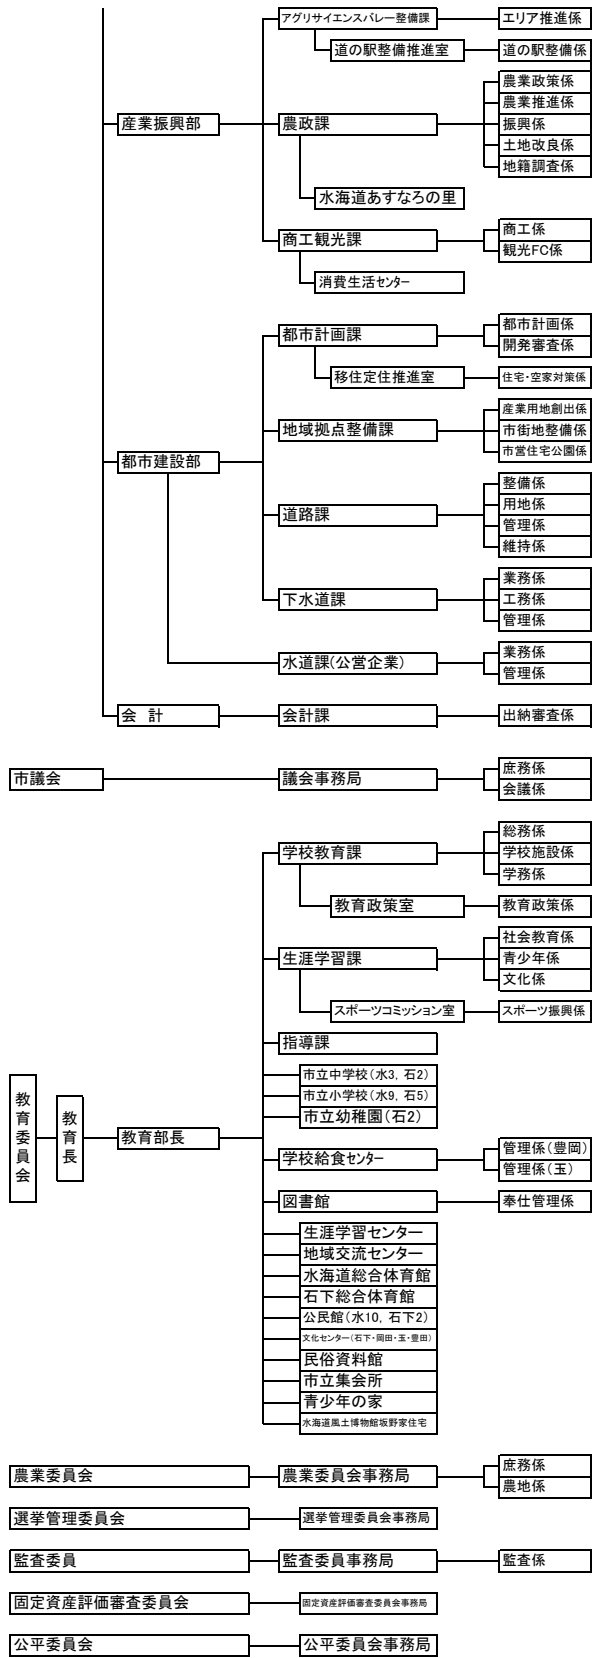 アグリサイエンスバレー整備課 エリア推進係
道の駅整備推進室 道の駅整備係
農業政策係
農業推進係
産業振興部 農政課 振興係
土地改良係
地籍調査係
水海道あすなろの里
商工係
商工観光課
観光FC係
消費生活センター
都市計画係
都市計画課
開発審査係
移住定住推進室 住宅・空家対策係
産業用地創出係
地域拠点整備課 市街地整備係
市営住宅公園係
都市建設部
整備係
用地係
道路課
管理係
維持係
業務係
下水道課 工務係
管理係
業務係
水道課(公営企業)
管理係
会 計 会計課 出納審査係
庶務係
市議会 議会事務局
会議係
総務係
学校教育課 学校施設係
学務係
教育政策室 教育政策係
社会教育係
生涯学習課 青少年係
文化係
スポーツコミッション室 スポーツ振興係
指導課
市立中学校(水3, 石2)
市立小学校(水9, 石5)
市立幼稚園(石2)
教育委員会 教育長 教育部長
管理係(豊岡)
学校給食センター
管理係(玉)
図書館 奉仕管理係
生涯学習センター
地域交流センター
水海道総合体育館
石下総合体育館
公民館(水10, 石下2)
文化センター(石下・岡田・玉・豊田)
民俗資料館
市立集会所
青少年の家
水海道風土博物館坂野家住宅
庶務係
農業委員会 農業委員会事務局
農地係
選挙管理委員会 選挙管理委員会事務局
監査委員 監査委員事務局 監査係
固定資産評価審査委員会 固定資産評価審査委員会事務局
公平委員会 公平委員会事務局